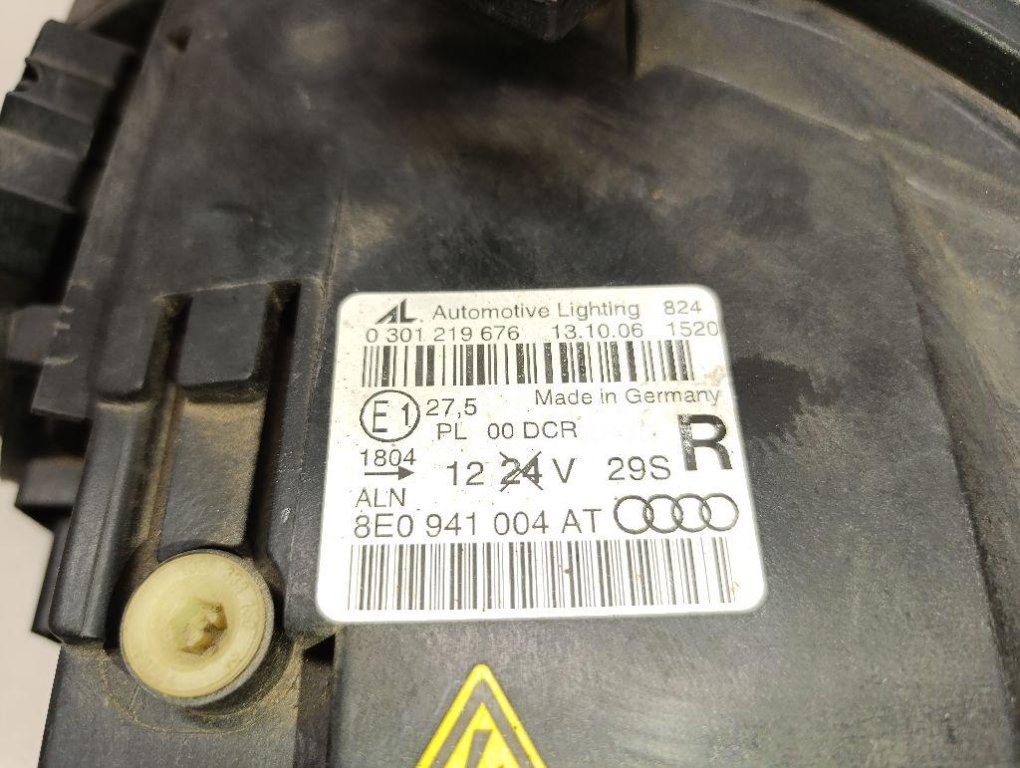 AL. Automotive Lighting 824
0 301 219 676 13.10.06 1520
Made in Germany
E1 27,5
PL 00 DCR R
1804
12 24 V 29S
ALN
8E0 941 004 AT